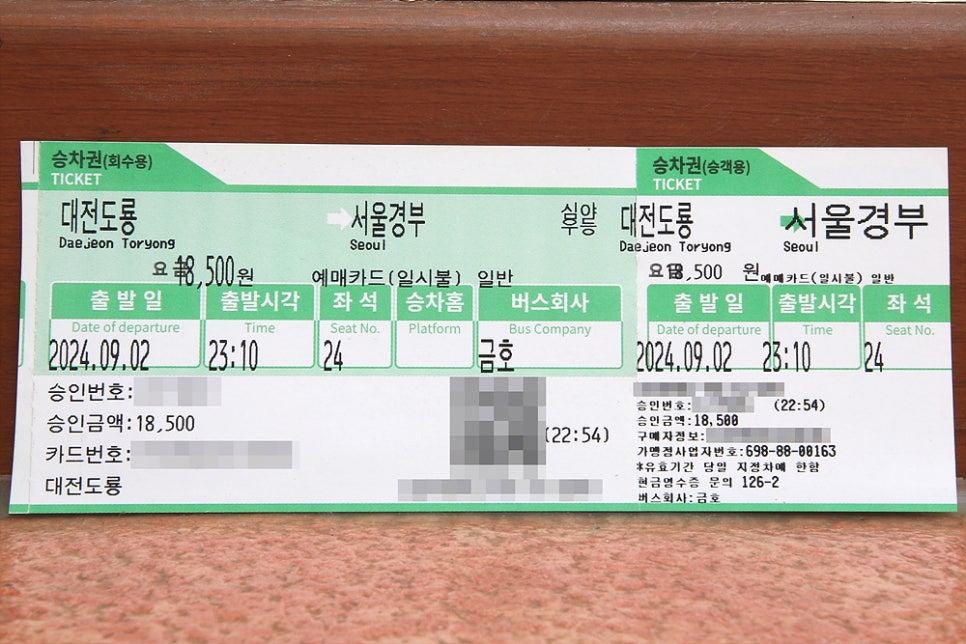 승차권(회수용)
TICKET
대전도룡 서울경부 심야
Daejeon Toryong Seoul 우등
요금 18,500원 예매카드(일시불) 일반
출 발 일 출발시각 좌 석 승차홈 버스회사
Date of departure Time Seat No. Platform Bus Company
2024.09.02 23:10 24 금호
승인번호:
승인금액:18,500
(22:54)
카드번호:
대전도룡
승차권(승객용)
TICKET
대전도룡 서울경부
Daejeon Toryong Seoul
요금 18,500 원 예매카드(일시불) 일반
출 발 일 출발시각 좌 석
Date of departure Time Seat No.
2024.09.02 23:10 24
승인번호: (22:54)
승인금액:18,500
구매자정보:
가맹점사업자번호:698-88-00163
*유효기간 당일 지정차에 한함
현금영수증 문의 126-2
버스회사:금호